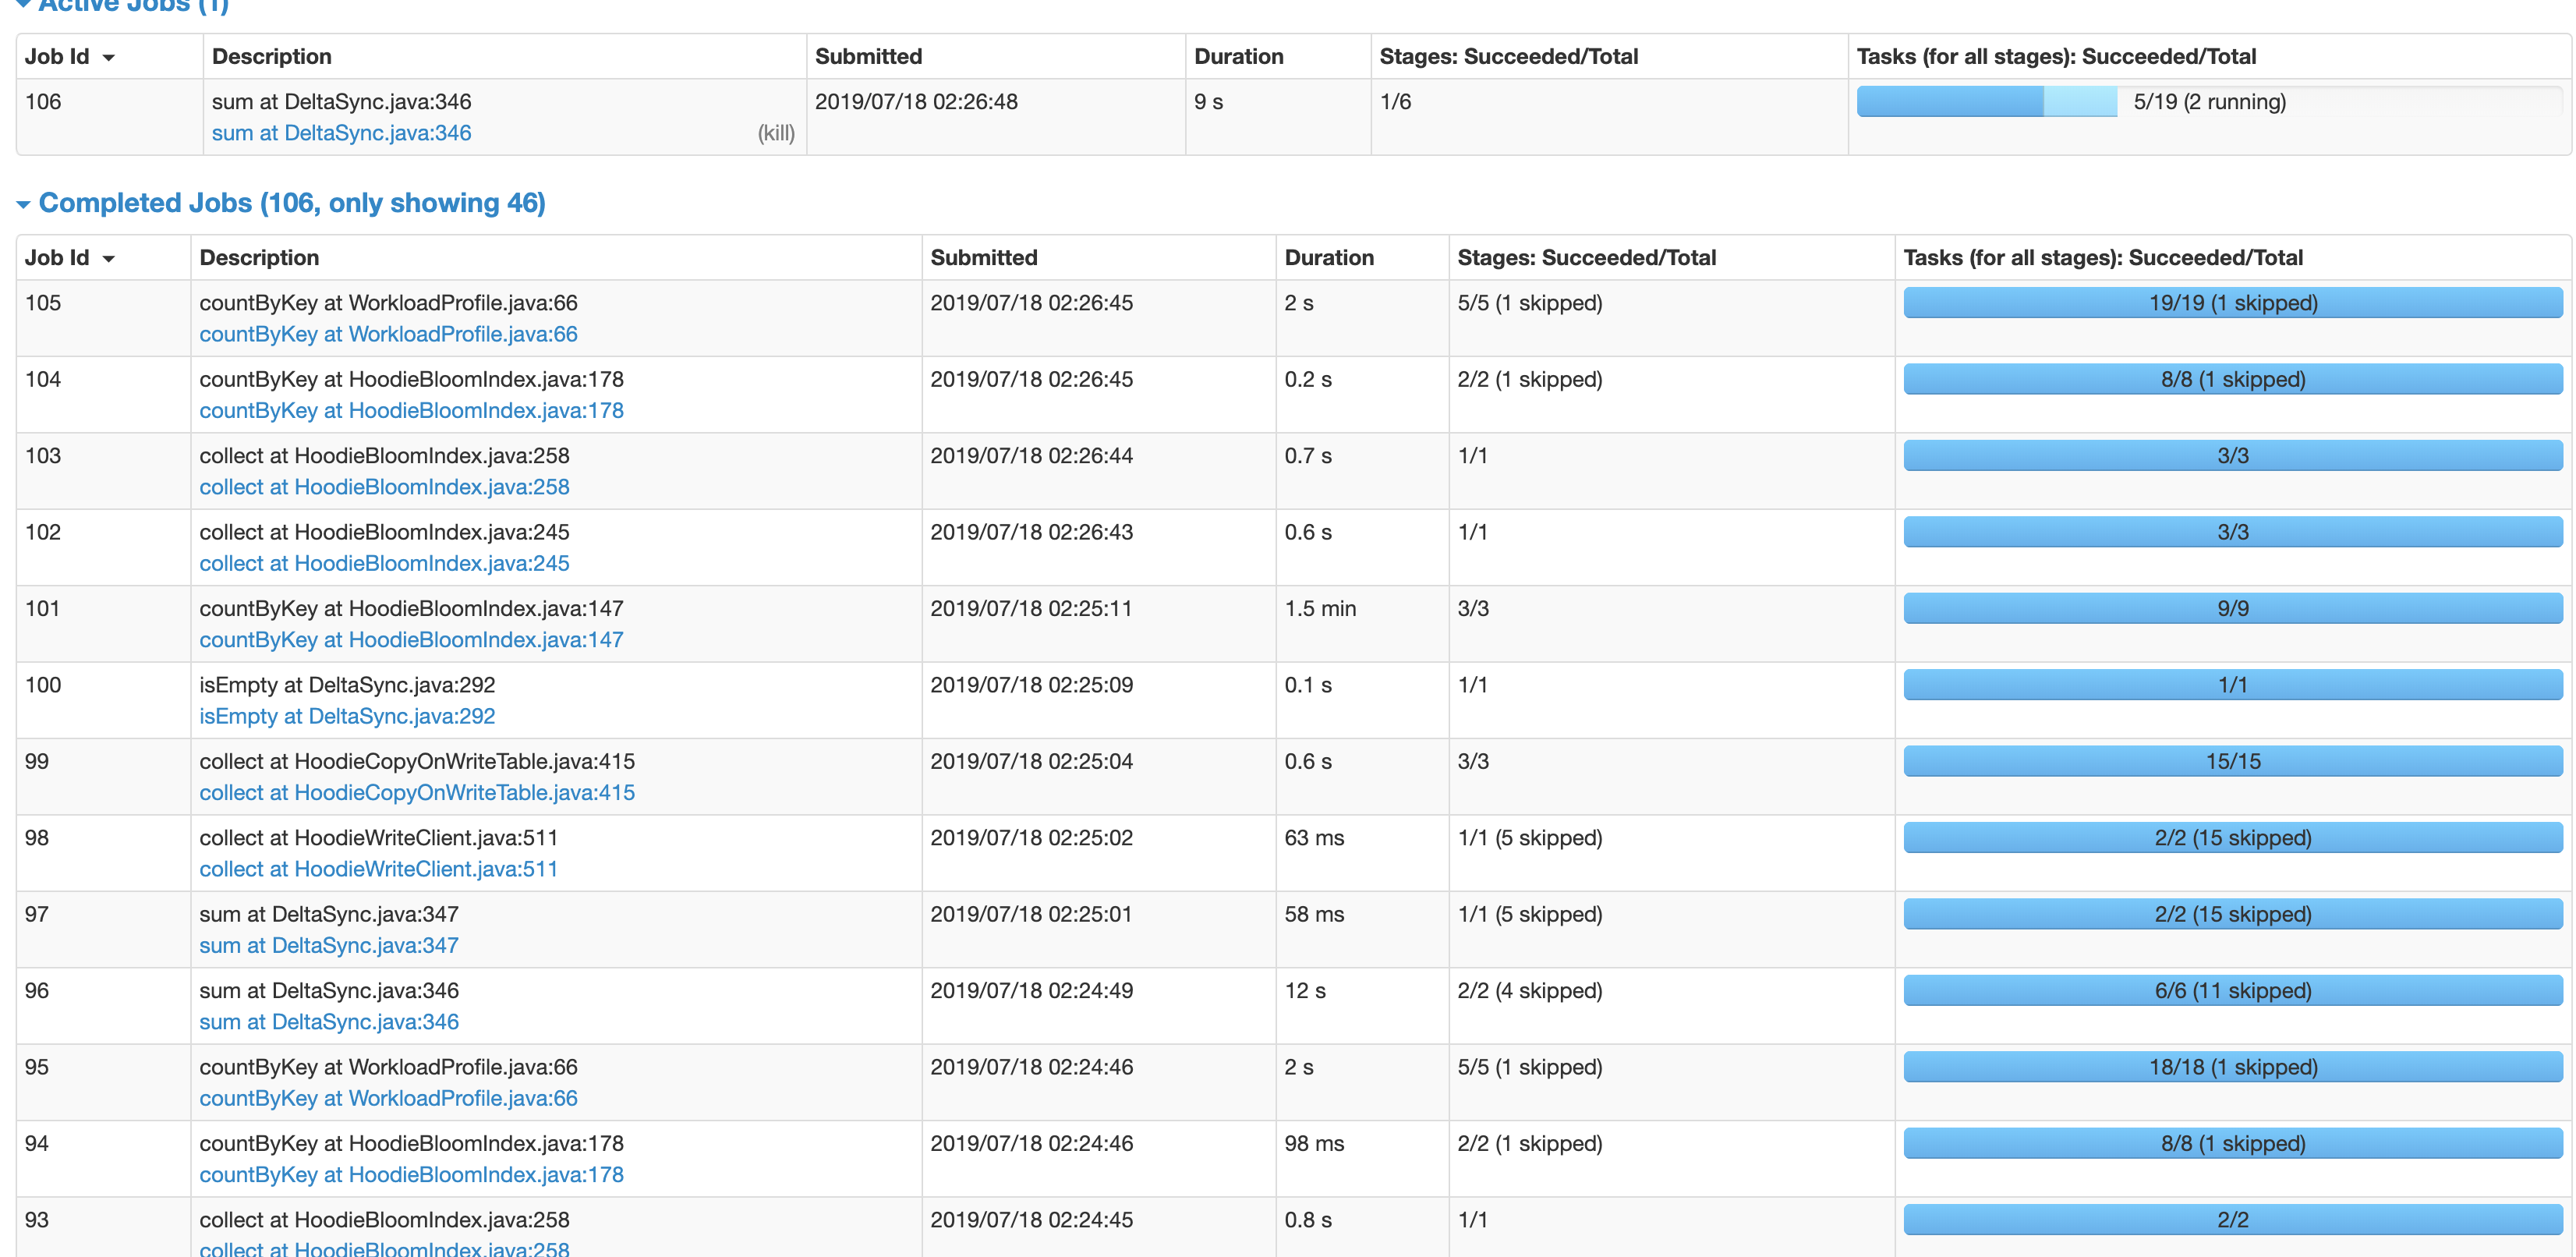 Active Jobs (1)
Job Id Description Submitted Duration Stages: Succeeded/Total Tasks (for all stages): Succeeded/Total
106 sum at DeltaSync.java:346 2019/07/18 02:26:48 9 s 1/6 5/19 (2 running)
sum at DeltaSync.java:346 (kill)
Completed Jobs (106, only showing 46)
Job Id Description Submitted Duration Stages: Succeeded/Total Tasks (for all stages): Succeeded/Total
105 countByKey at WorkloadProfile.java:66 2019/07/18 02:26:45 2 s 5/5 (1 skipped) 19/19 (1 skipped)
countByKey at WorkloadProfile.java:66
104 countByKey at HoodieBloomIndex.java:178 2019/07/18 02:26:45 0.2 s 2/2 (1 skipped) 8/8 (1 skipped)
countByKey at HoodieBloomIndex.java:178
103 collect at HoodieBloomIndex.java:258 2019/07/18 02:26:44 0.7 s 1/1 3/3
collect at HoodieBloomIndex.java:258
102 collect at HoodieBloomIndex.java:245 2019/07/18 02:26:43 0.6 s 1/1 3/3
collect at HoodieBloomIndex.java:245
101 countByKey at HoodieBloomIndex.java:147 2019/07/18 02:25:11 1.5 min 3/3 9/9
countByKey at HoodieBloomIndex.java:147
100 isEmpty at DeltaSync.java:292 2019/07/18 02:25:09 0.1 s 1/1 1/1
isEmpty at DeltaSync.java:292
99 collect at HoodieCopyOnWriteTable.java:415 2019/07/18 02:25:04 0.6 s 3/3 15/15
collect at HoodieCopyOnWriteTable.java:415
98 collect at HoodieWriteClient.java:511 2019/07/18 02:25:02 63 ms 1/1 (5 skipped) 2/2 (15 skipped)
collect at HoodieWriteClient.java:511
97 sum at DeltaSync.java:347 2019/07/18 02:25:01 58 ms 1/1 (5 skipped) 2/2 (15 skipped)
sum at DeltaSync.java:347
96 sum at DeltaSync.java:346 2019/07/18 02:24:49 12 s 2/2 (4 skipped) 6/6 (11 skipped)
sum at DeltaSync.java:346
95 countByKey at WorkloadProfile.java:66 2019/07/18 02:24:46 2 s 5/5 (1 skipped) 18/18 (1 skipped)
countByKey at WorkloadProfile.java:66
94 countByKey at HoodieBloomIndex.java:178 2019/07/18 02:24:46 98 ms 2/2 (1 skipped) 8/8 (1 skipped)
countByKey at HoodieBloomIndex.java:178
93 collect at HoodieBloomIndex.java:258 2019/07/18 02:24:45 0.8 s 1/1 2/2
collect at HoodieBloomIndex.java:258